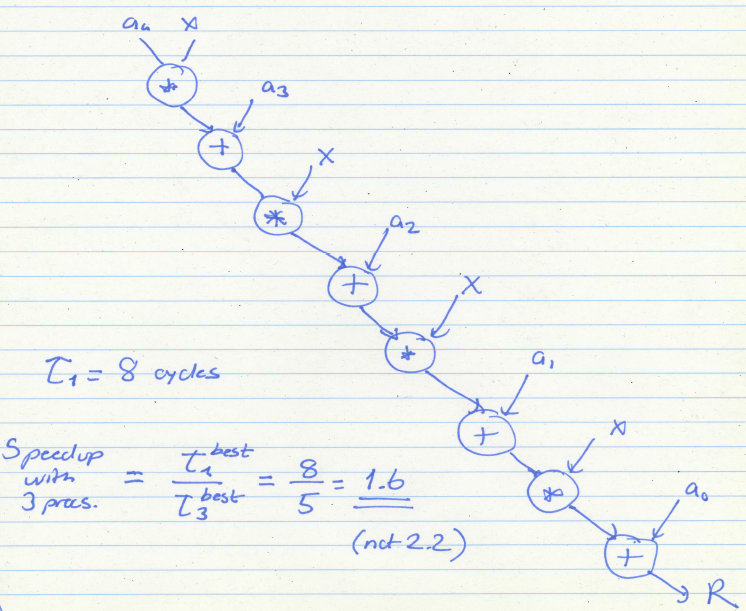 a₄ x
*
a₃
+
x
*
a₂
+
x
*
a₁
+
x
*
a₀
+
R
T₁ = 8 cycles
Speedup with 3 procs. = T₁^best / T₃^best = 8/5 = 1.6
(not 2.2)